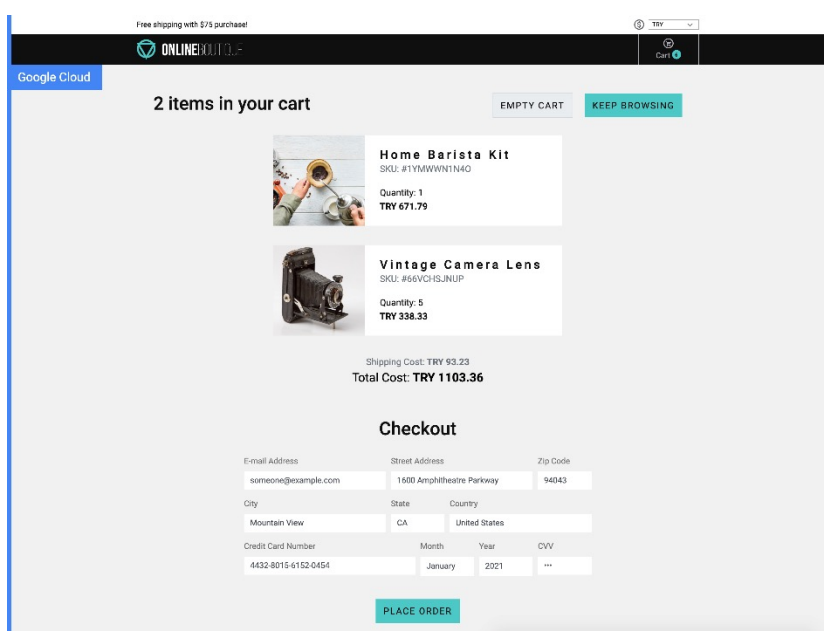 Free shipping with $75 purchase!
TRY
ONLINEBOUTIQUE
Cart 6
Google Cloud
2 items in your cart
EMPTY CART
KEEP BROWSING
Home Barista Kit
SKU: #1YMWWN1N4O
Quantity: 1
TRY 671.79
Vintage Camera Lens
SKU: #66VCHSJNUP
Quantity: 5
TRY 338.33
Shipping Cost: TRY 93.23
Total Cost: TRY 1103.36
Checkout
E-mail Address Street Address Zip Code
someone@example.com 1600 Amphitheatre Parkway 94043
City State Country
Mountain View CA United States
Credit Card Number Month Year CVV
4432-8015-6152-0454 January 2021 ···
PLACE ORDER